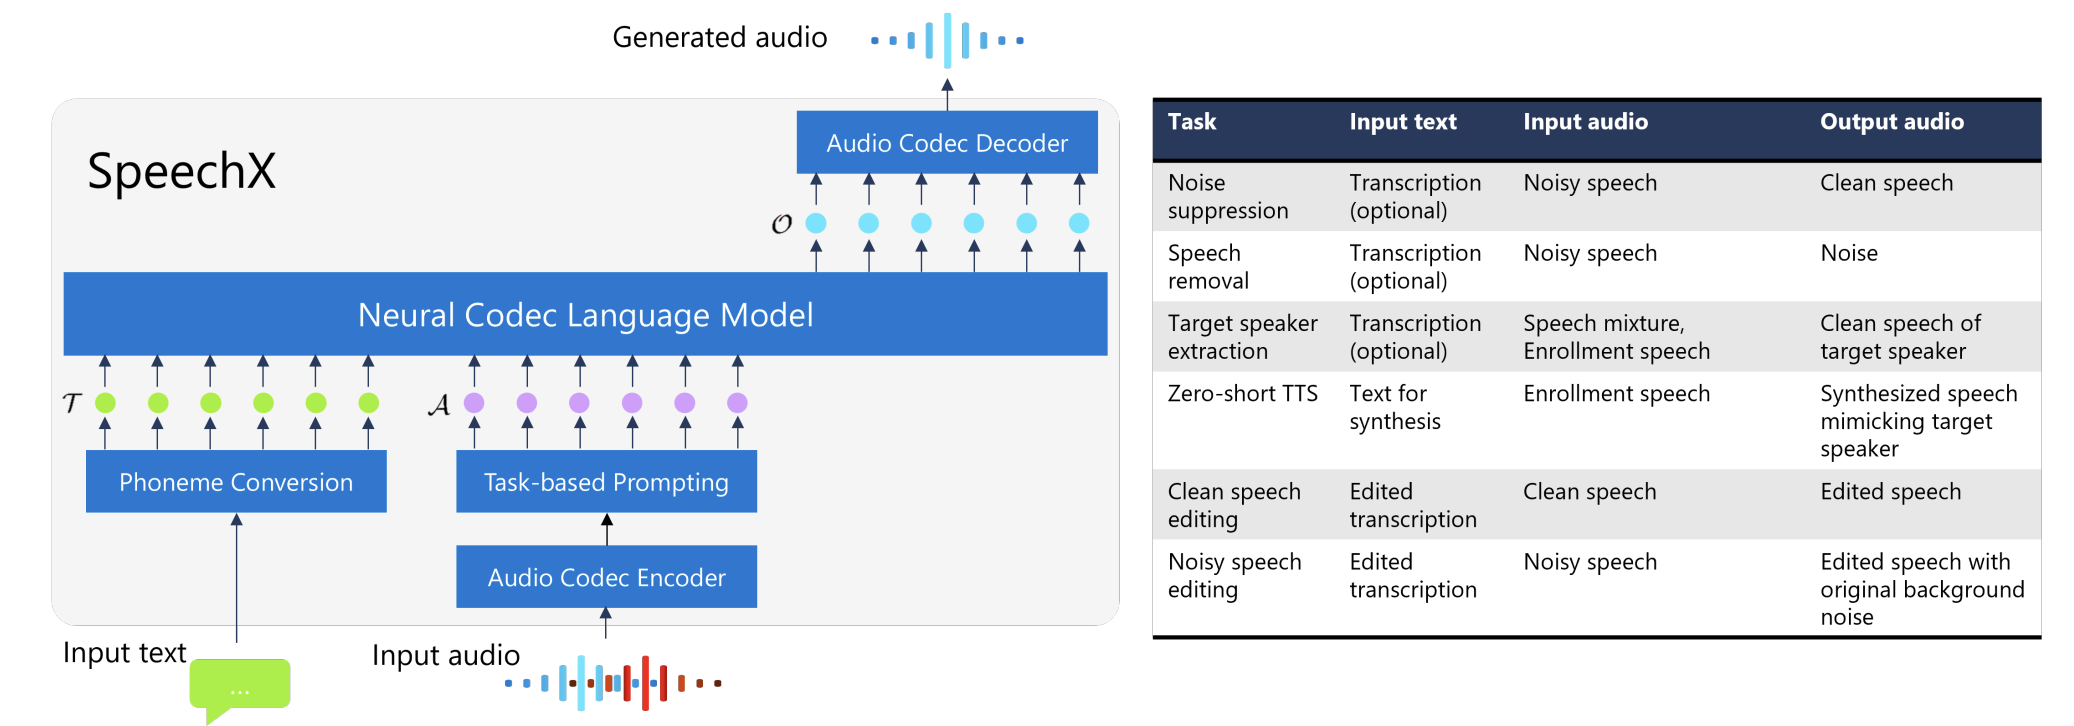 Generated audio
SpeechX
Audio Codec Decoder
𝒪
Neural Codec Language Model
𝒯
𝒜
Phoneme Conversion
Task-based Prompting
Audio Codec Encoder
Input text
...
Input audio
Task Input text Input audio Output audio
Noise Transcription Noisy speech Clean speech
suppression (optional)
Speech Transcription Noisy speech Noise
removal (optional)
Target speaker Transcription Speech mixture, Clean speech of
extraction (optional) Enrollment speech target speaker
Zero-short TTS Text for Enrollment speech Synthesized speech
synthesis mimicking target
speaker
Clean speech Edited Clean speech Edited speech
editing transcription
Noisy speech Edited Noisy speech Edited speech with
editing transcription original background
noise